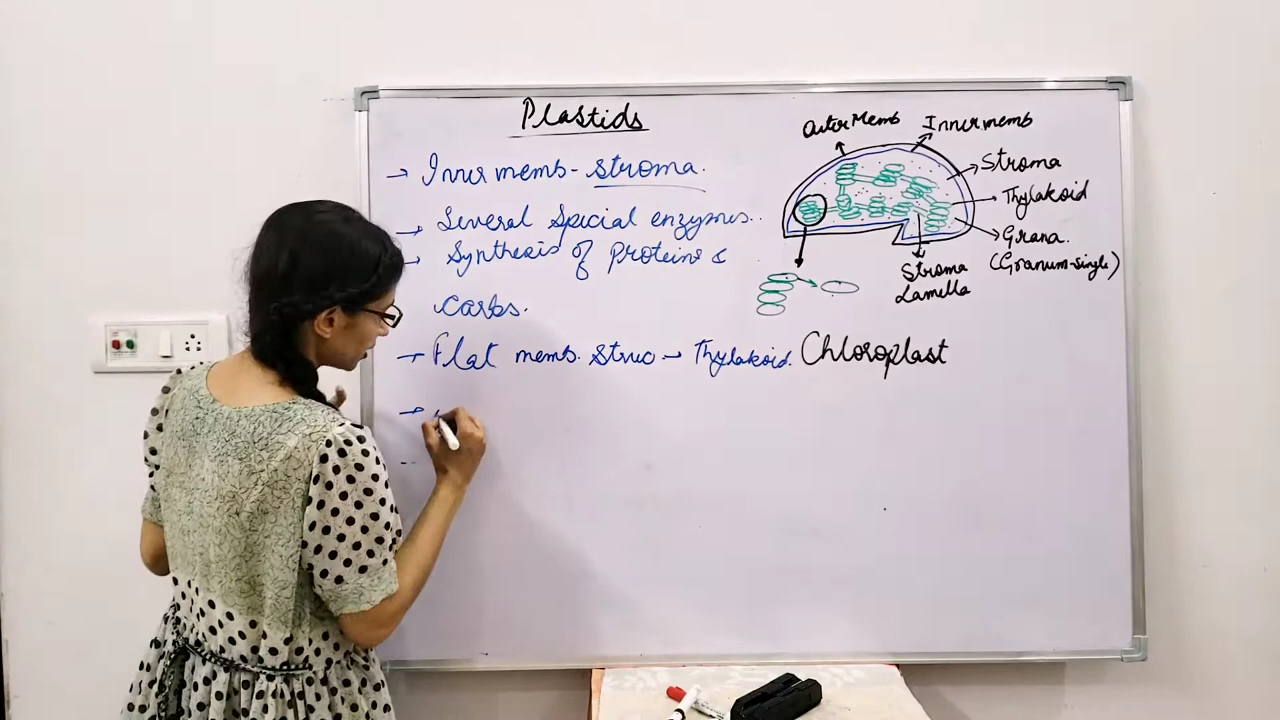 Plastids
→ Inner memb - stroma.
→ Several Special enzymes..
→ Synthesis of Proteins &
Carbs.
→ Flat memb. Struc → Thylakoid.
→
Outer Memb
Inner memb
Stroma
Thylakoid
Grana.
(Granum-single)
Stroma
Lamella
Chloroplast